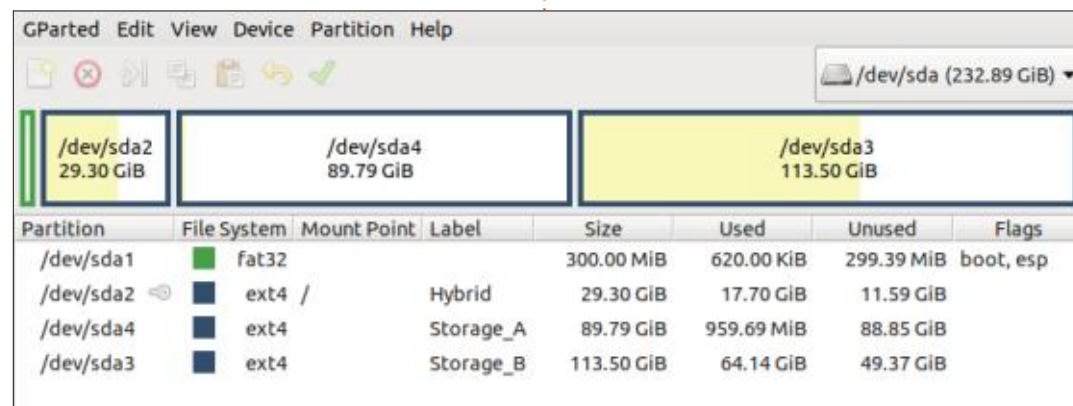 GParted Edit View Device Partition Help
/dev/sda (232.89 GiB)
/dev/sda2
29.30 GiB
/dev/sda4
89.79 GiB
/dev/sda3
113.50 GiB
Partition File System Mount Point Label Size Used Unused Flags
/dev/sda1 fat32 300.00 MiB 620.00 KiB 299.39 MiB boot, esp
/dev/sda2 ext4 / Hybrid 29.30 GiB 17.70 GiB 11.59 GiB
/dev/sda4 ext4 Storage_A 89.79 GiB 959.69 MiB 88.85 GiB
/dev/sda3 ext4 Storage_B 113.50 GiB 64.14 GiB 49.37 GiB